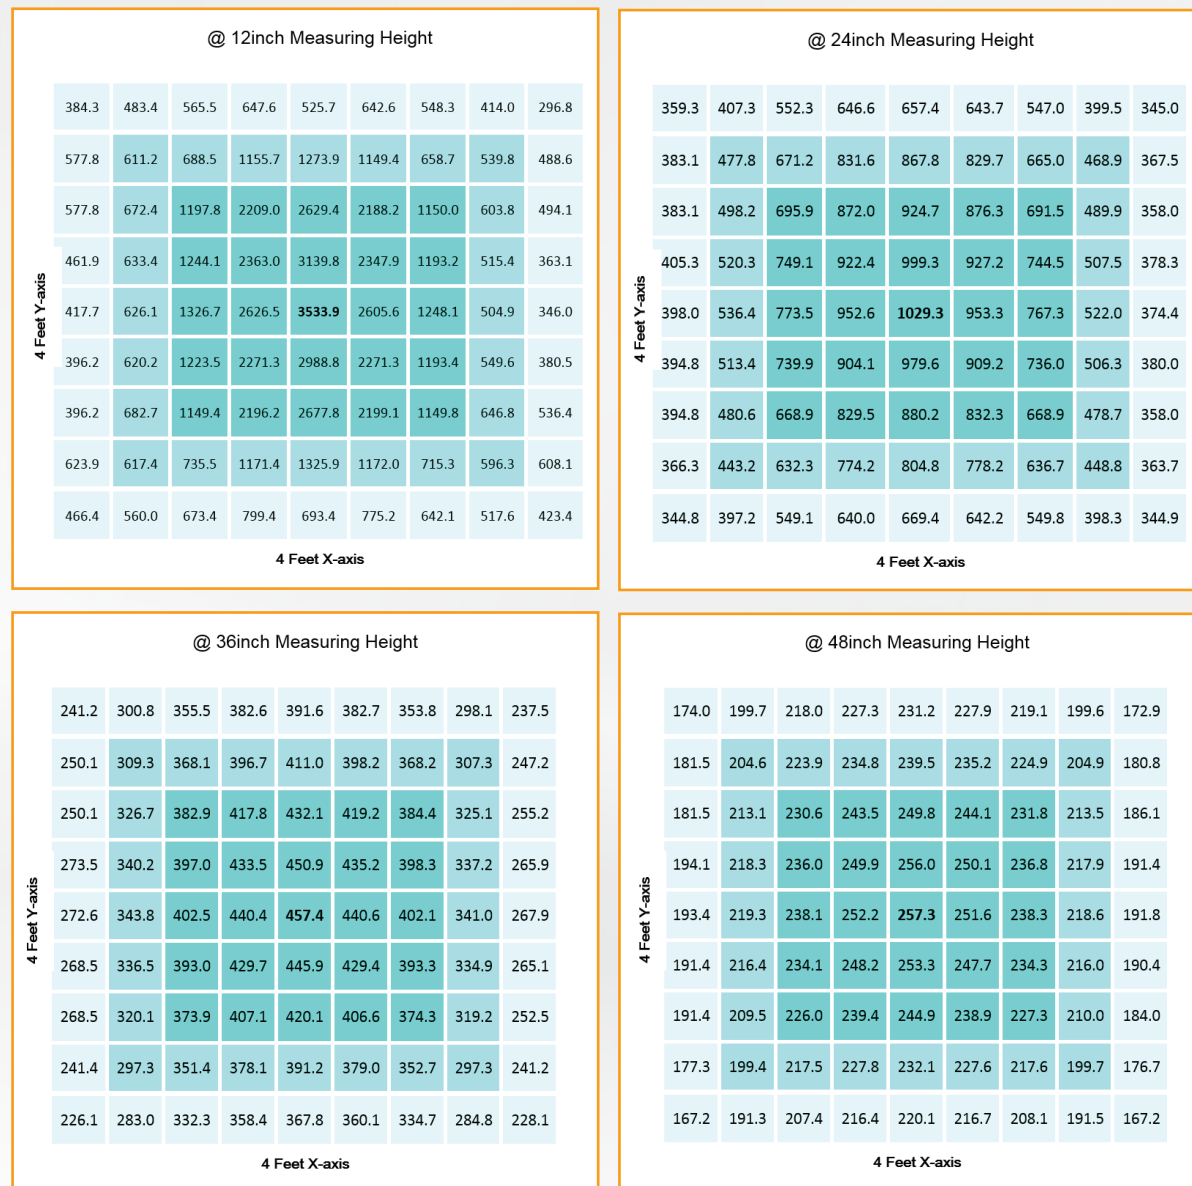 @ 12inch Measuring Height
384.3 483.4 565.5 647.6 525.7 642.6 548.3 414.0 296.8
577.8 611.2 688.5 1155.7 1273.9 1149.4 658.7 539.8 488.6
577.8 672.4 1197.8 2209.0 2629.4 2188.2 1150.0 603.8 494.1
461.9 633.4 1244.1 2363.0 3139.8 2347.9 1193.2 515.4 363.1
417.7 626.1 1326.7 2626.5 3533.9 2605.6 1248.1 504.9 346.0
396.2 620.2 1223.5 2271.3 2988.8 2271.3 1193.4 549.6 380.5
396.2 682.7 1149.4 2196.2 2677.8 2199.1 1149.8 646.8 536.4
623.9 617.4 735.5 1171.4 1325.9 1172.0 715.3 596.3 608.1
466.4 560.0 673.4 799.4 693.4 775.2 642.1 517.6 423.4
4 Feet Y-axis
4 Feet X-axis
@ 24inch Measuring Height
359.3 407.3 552.3 646.6 657.4 643.7 547.0 399.5 345.0
383.1 477.8 671.2 831.6 867.8 829.7 665.0 468.9 367.5
383.1 498.2 695.9 872.0 924.7 876.3 691.5 489.9 358.0
405.3 520.3 749.1 922.4 999.3 927.2 744.5 507.5 378.3
398.0 536.4 773.5 952.6 1029.3 953.3 767.3 522.0 374.4
394.8 513.4 739.9 904.1 979.6 909.2 736.0 506.3 380.0
394.8 480.6 668.9 829.5 880.2 832.3 668.9 478.7 358.0
366.3 443.2 632.3 774.2 804.8 778.2 636.7 448.8 363.7
344.8 397.2 549.1 640.0 669.4 642.2 549.8 398.3 344.9
4 Feet Y-axis
4 Feet X-axis
@ 36inch Measuring Height
241.2 300.8 355.5 382.6 391.6 382.7 353.8 298.1 237.5
250.1 309.3 368.1 396.7 411.0 398.2 368.2 307.3 247.2
250.1 326.7 382.9 417.8 432.1 419.2 384.4 325.1 255.2
273.5 340.2 397.0 433.5 450.9 435.2 398.3 337.2 265.9
272.6 343.8 402.5 440.4 457.4 440.6 402.1 341.0 267.9
268.5 336.5 393.0 429.7 445.9 429.4 393.3 334.9 265.1
268.5 320.1 373.9 407.1 420.1 406.6 374.3 319.2 252.5
241.4 297.3 351.4 378.1 391.2 379.0 352.7 297.3 241.2
226.1 283.0 332.3 358.4 367.8 360.1 334.7 284.8 228.1
4 Feet Y-axis
4 Feet X-axis
@ 48inch Measuring Height
174.0 199.7 218.0 227.3 231.2 227.9 219.1 199.6 172.9
181.5 204.6 223.9 234.8 239.5 235.2 224.9 204.9 180.8
181.5 213.1 230.6 243.5 249.8 244.1 231.8 213.5 186.1
194.1 218.3 236.0 249.9 256.0 250.1 236.8 217.9 191.4
193.4 219.3 238.1 252.2 257.3 251.6 238.3 218.6 191.8
191.4 216.4 234.1 248.2 253.3 247.7 234.3 216.0 190.4
191.4 209.5 226.0 239.4 244.9 238.9 227.3 210.0 184.0
177.3 199.4 217.5 227.8 232.1 227.6 217.6 199.7 176.7
167.2 191.3 207.4 216.4 220.1 216.7 208.1 191.5 167.2
4 Feet Y-axis
4 Feet X-axis